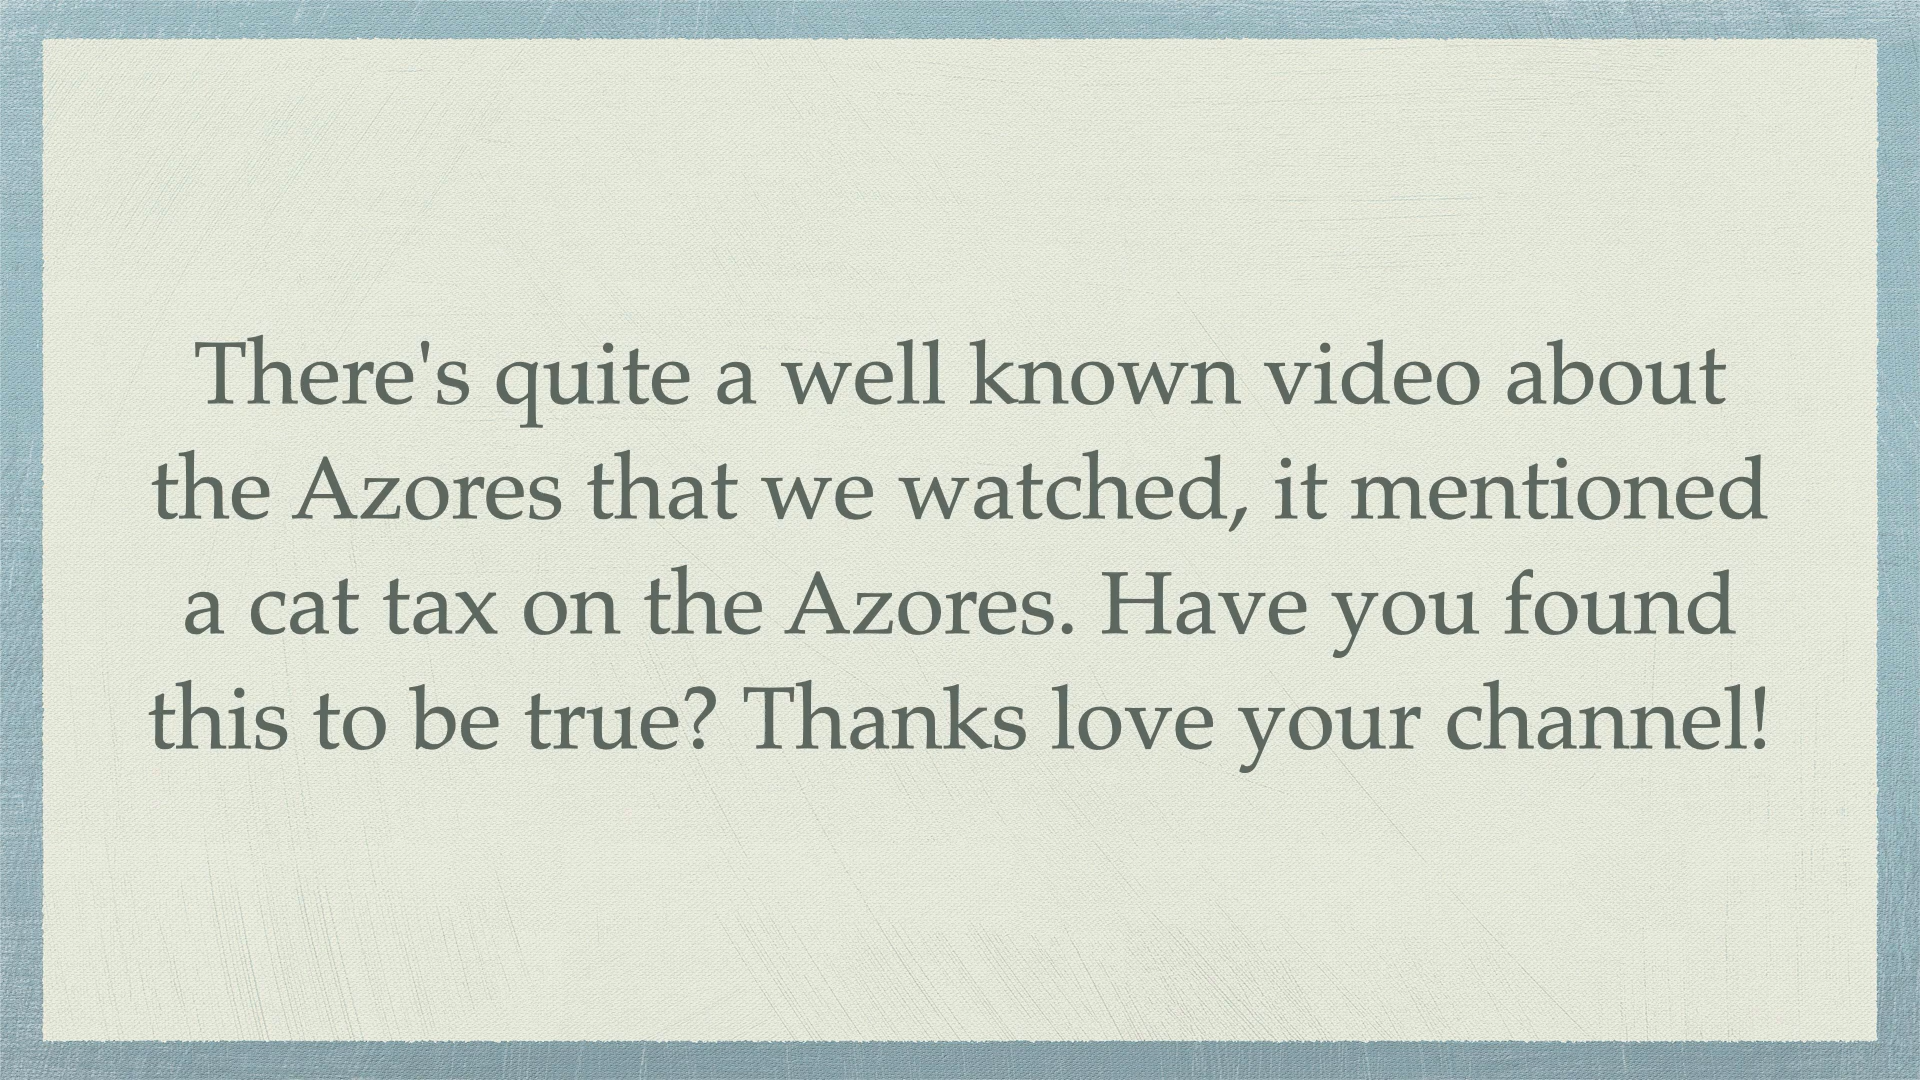 There's quite a well known video about
the Azores that we watched, it mentioned
a cat tax on the Azores. Have you found
this to be true? Thanks love your channel!